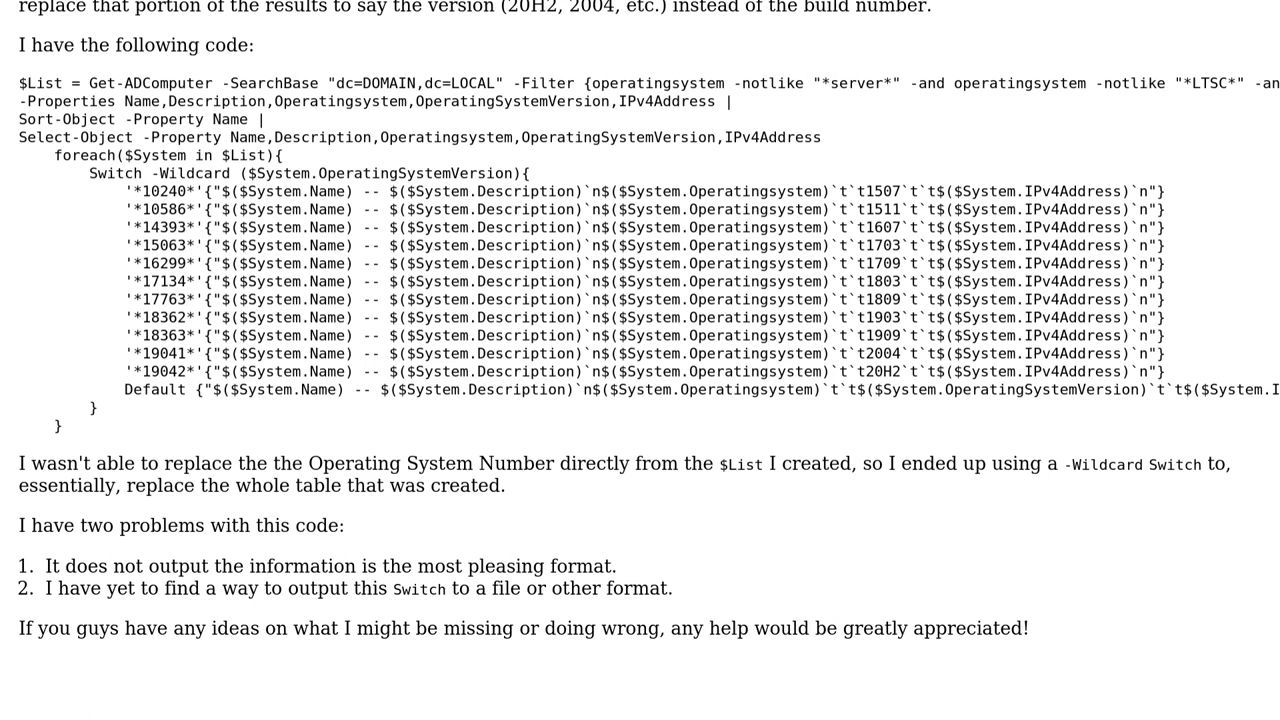 replace that portion of the results to say the version (20H2, 2004, etc.) instead of the build number.
I have the following code:
$List = Get-ADComputer -SearchBase "dc=DOMAIN,dc=LOCAL" -Filter {operatingsystem -notlike "*server*" -and operatingsystem -notlike "*LTSC*" -an
-Properties Name,Description,Operatingsystem,OperatingSystemVersion,IPv4Address |
Sort-Object -Property Name |
Select-Object -Property Name,Description,Operatingsystem,OperatingSystemVersion,IPv4Address
    foreach($System in $List){
        Switch -Wildcard ($System.OperatingSystemVersion){
            '*10240*'{"$($System.Name) -- $($System.Description)`n$($System.Operatingsystem)`t`t1507`t`t$($System.IPv4Address)`n"}
            '*10586*'{"$($System.Name) -- $($System.Description)`n$($System.Operatingsystem)`t`t1511`t`t$($System.IPv4Address)`n"}
            '*14393*'{"$($System.Name) -- $($System.Description)`n$($System.Operatingsystem)`t`t1607`t`t$($System.IPv4Address)`n"}
            '*15063*'{"$($System.Name) -- $($System.Description)`n$($System.Operatingsystem)`t`t1703`t`t$($System.IPv4Address)`n"}
            '*16299*'{"$($System.Name) -- $($System.Description)`n$($System.Operatingsystem)`t`t1709`t`t$($System.IPv4Address)`n"}
            '*17134*'{"$($System.Name) -- $($System.Description)`n$($System.Operatingsystem)`t`t1803`t`t$($System.IPv4Address)`n"}
            '*17763*'{"$($System.Name) -- $($System.Description)`n$($System.Operatingsystem)`t`t1809`t`t$($System.IPv4Address)`n"}
            '*18362*'{"$($System.Name) -- $($System.Description)`n$($System.Operatingsystem)`t`t1903`t`t$($System.IPv4Address)`n"}
            '*18363*'{"$($System.Name) -- $($System.Description)`n$($System.Operatingsystem)`t`t1909`t`t$($System.IPv4Address)`n"}
            '*19041*'{"$($System.Name) -- $($System.Description)`n$($System.Operatingsystem)`t`t2004`t`t$($System.IPv4Address)`n"}
            '*19042*'{"$($System.Name) -- $($System.Description)`n$($System.Operatingsystem)`t`t20H2`t`t$($System.IPv4Address)`n"}
            Default {"$($System.Name) -- $($System.Description)`n$($System.Operatingsystem)`t`t$($System.OperatingSystemVersion)`t`t$($System.I
        }
    }
I wasn't able to replace the the Operating System Number directly from the $List I created, so I ended up using a -Wildcard Switch to,
essentially, replace the whole table that was created.
I have two problems with this code:
1. It does not output the information is the most pleasing format.
2. I have yet to find a way to output this Switch to a file or other format.
If you guys have any ideas on what I might be missing or doing wrong, any help would be greatly appreciated!